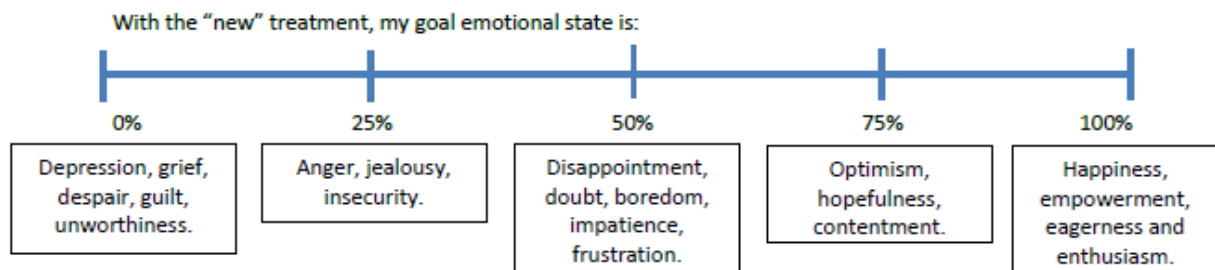 With the “new” treatment, my goal emotional state is:
0%
25%
50%
75%
100%
Depression, grief,
despair, guilt,
unworthiness.
Anger, jealousy,
insecurity.
Disappointment,
doubt, boredom,
impatience,
frustration.
Optimism,
hopefulness,
contentment.
Happiness,
empowerment,
eagerness and
enthusiasm.